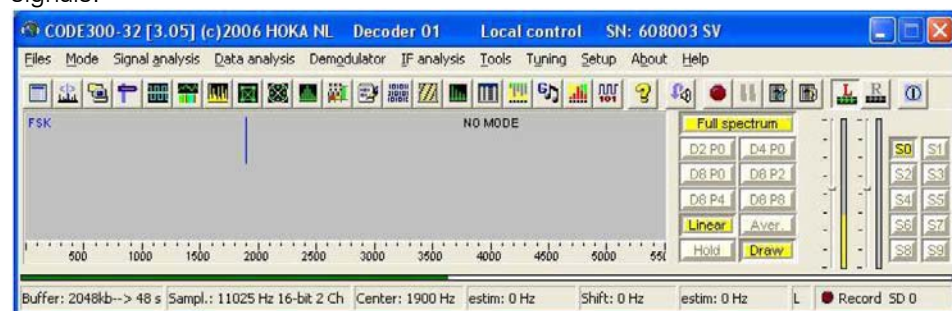 signals.
CODE300-32 [3.05] (c)2006 HOKA NL Decoder 01 Local control SN: 608003 SV
Files Mode Signal analysis Data analysis Demodulator IF analysis Tools Tuning Setup About Help
FSK NO MODE Full spectrum
D2 P0 D4 P0 S0 S1
D8 P0 D8 P2 S2 S3
D8 P4 D8 P8 S4 S5
Linear Aver. S6 S7
500 1000 1500 2000 2500 3000 3500 4000 4500 5000 Hold Draw S8 S9
Buffer: 2048kb--> 48 s Sampl.: 11025 Hz 16-bit 2 Ch Center: 1900 Hz estim: 0 Hz Shift: 0 Hz estim: 0 Hz L Record SD 0